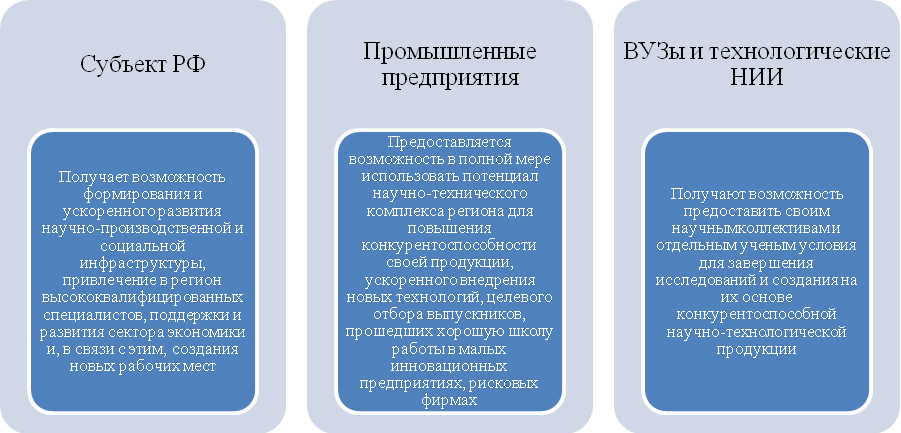 Субъект РФ
Получает возможность
формирования и
ускоренного развития
научно-производственной и
социальной
инфраструктуры,
привлечение в регион
высококвалифицированных
специалистов, поддержки и
развития сектора экономики
и, в связи с этим, создания
новых рабочих мест
Промышленные
предприятия
Предоставляется
возможность в полной мере
использовать потенциал
научно-технического
комплекса региона для
повышения
конкурентоспособности
своей продукции,
ускоренного внедрения
новых технологий, целевого
отбора выпускников,
прошедших хорошую школу
работы в малых
инновационных
предприятиях, рисковых
фирмах
ВУЗы и технологические
НИИ
Получают возможность
предоставить своим
научнымколлективам и
отдельным ученым условия
для завершения
исследований и создания на
их основе
конкурентоспособной
научно-технологической
продукции